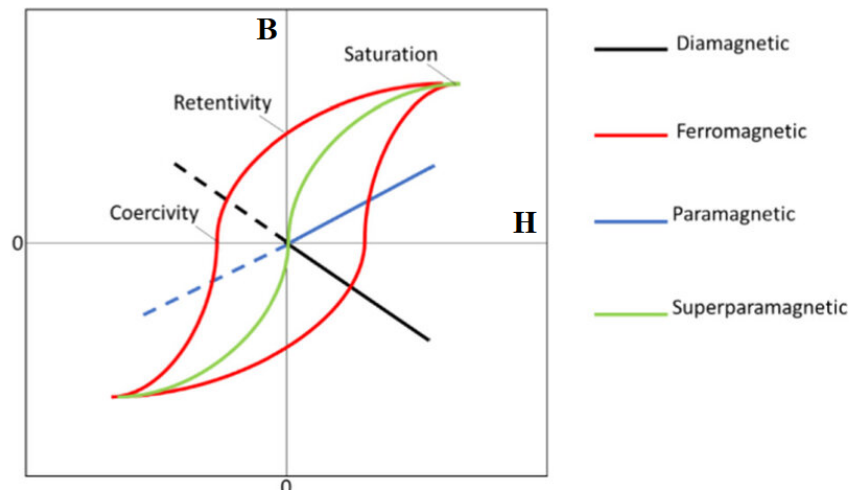 B
Saturation
Retentivity
Coercivity
0
H
0
Diamagnetic
Ferromagnetic
Paramagnetic
Superparamagnetic